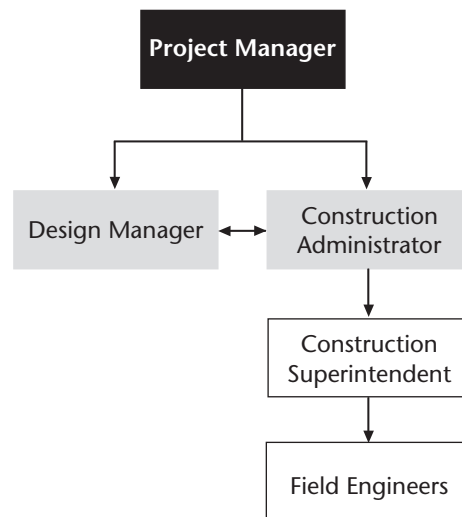 Project Manager
Design Manager
Construction
Administrator
Construction
Superintendent
Field Engineers